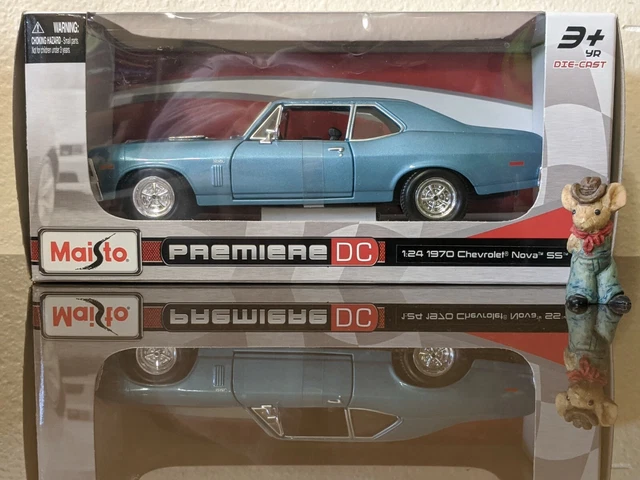 WARNING:
CHOKING HAZARD - Small parts.
Not for children under 3 years.
3+
YR
DIE-CAST
Maisto
PREMIERE DC
1:24 1970 Chevrolet® Nova™ SS™